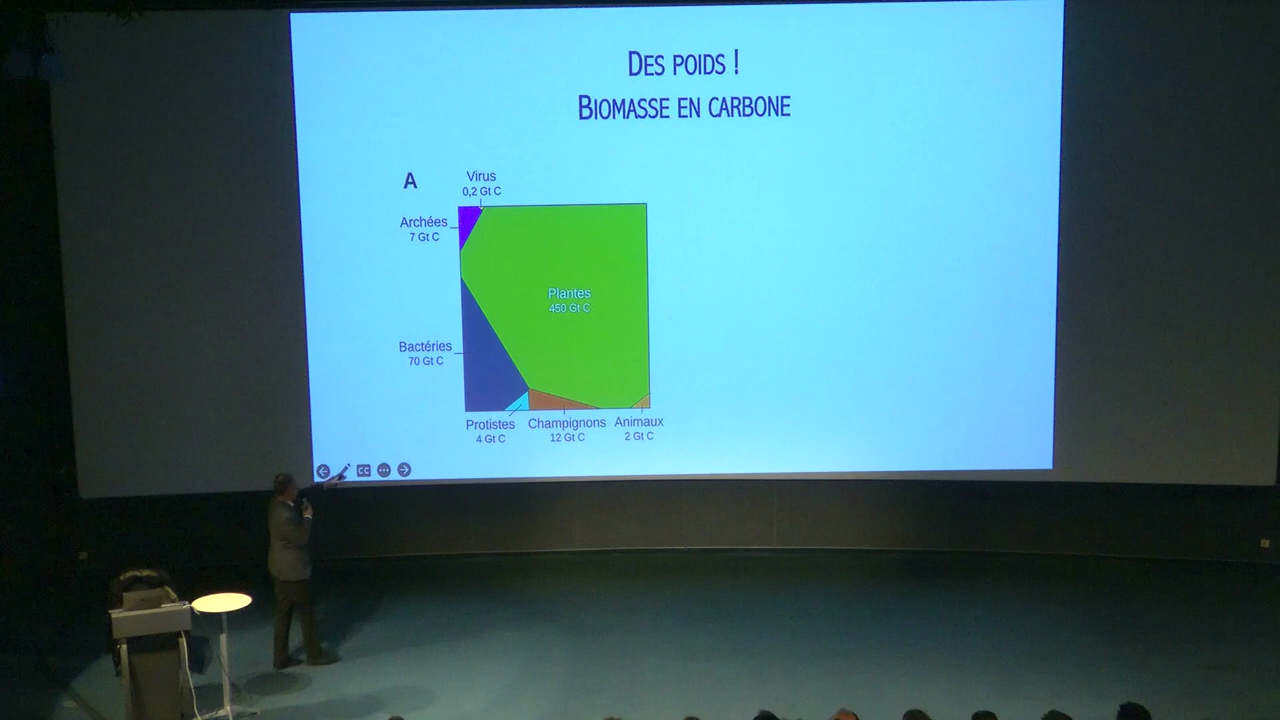 DES POIDS !
BIOMASSE EN CARBONE
A
Virus
0,2 Gt C
Archées
7 Gt C
Plantes
450 Gt C
Bactéries
70 Gt C
Protistes
4 Gt C
Champignons
12 Gt C
Animaux
2 Gt C
CC